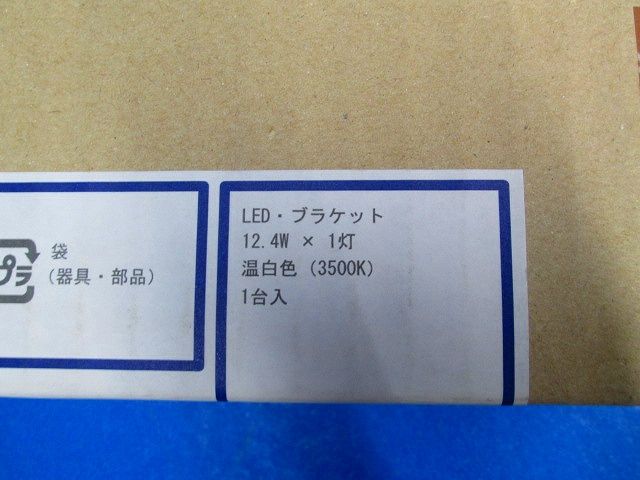 プラ
袋
(器具・部品)
LED・ブラケット
12.4W × 1灯
温白色 (3500K)
1台入